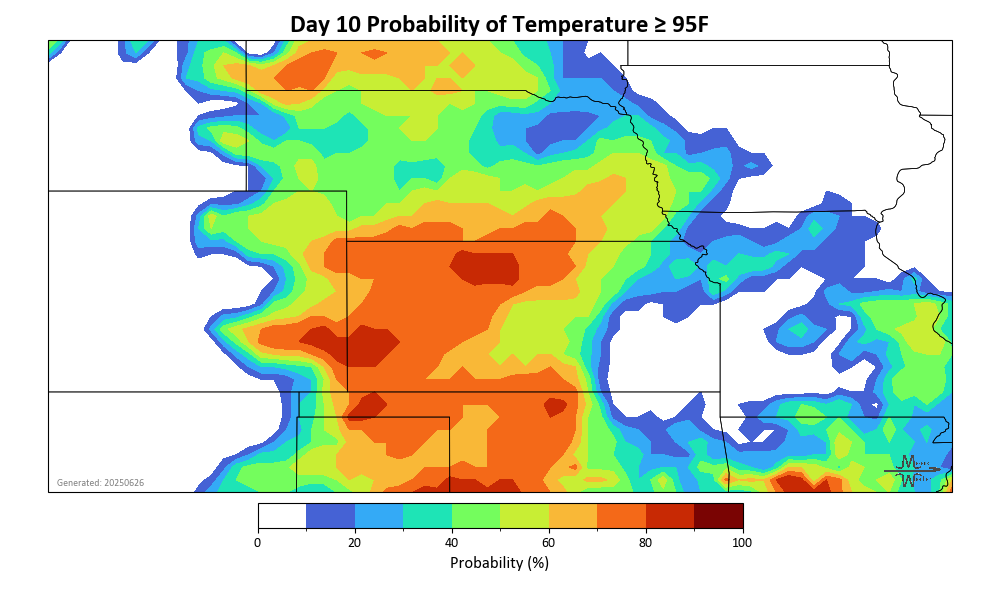 Day 10 Probability of Temperature ≥ 95F
Generated: 20250626
0 20 40 60 80 100
Probability (%)